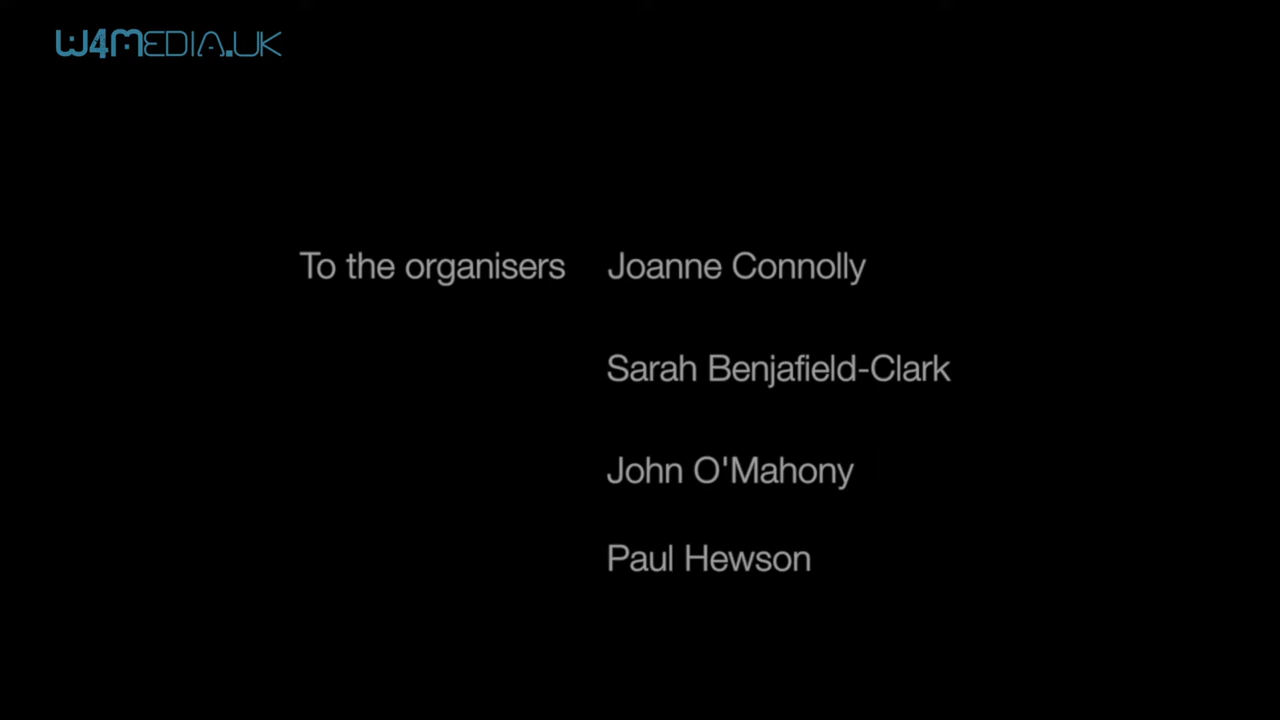 W4MEDIA.UK
To the organisers Joanne Connolly
Sarah Benjafield-Clark
John O'Mahony
Paul Hewson